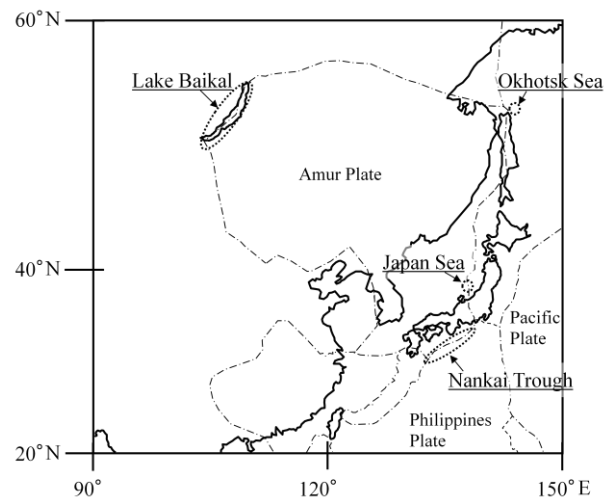 60°N
Lake Baikal
Okhotsk Sea
Amur Plate
40°N
Japan Sea
Pacific
Plate
Nankai Trough
Philippines
Plate
20°N
90°
120°
150°E